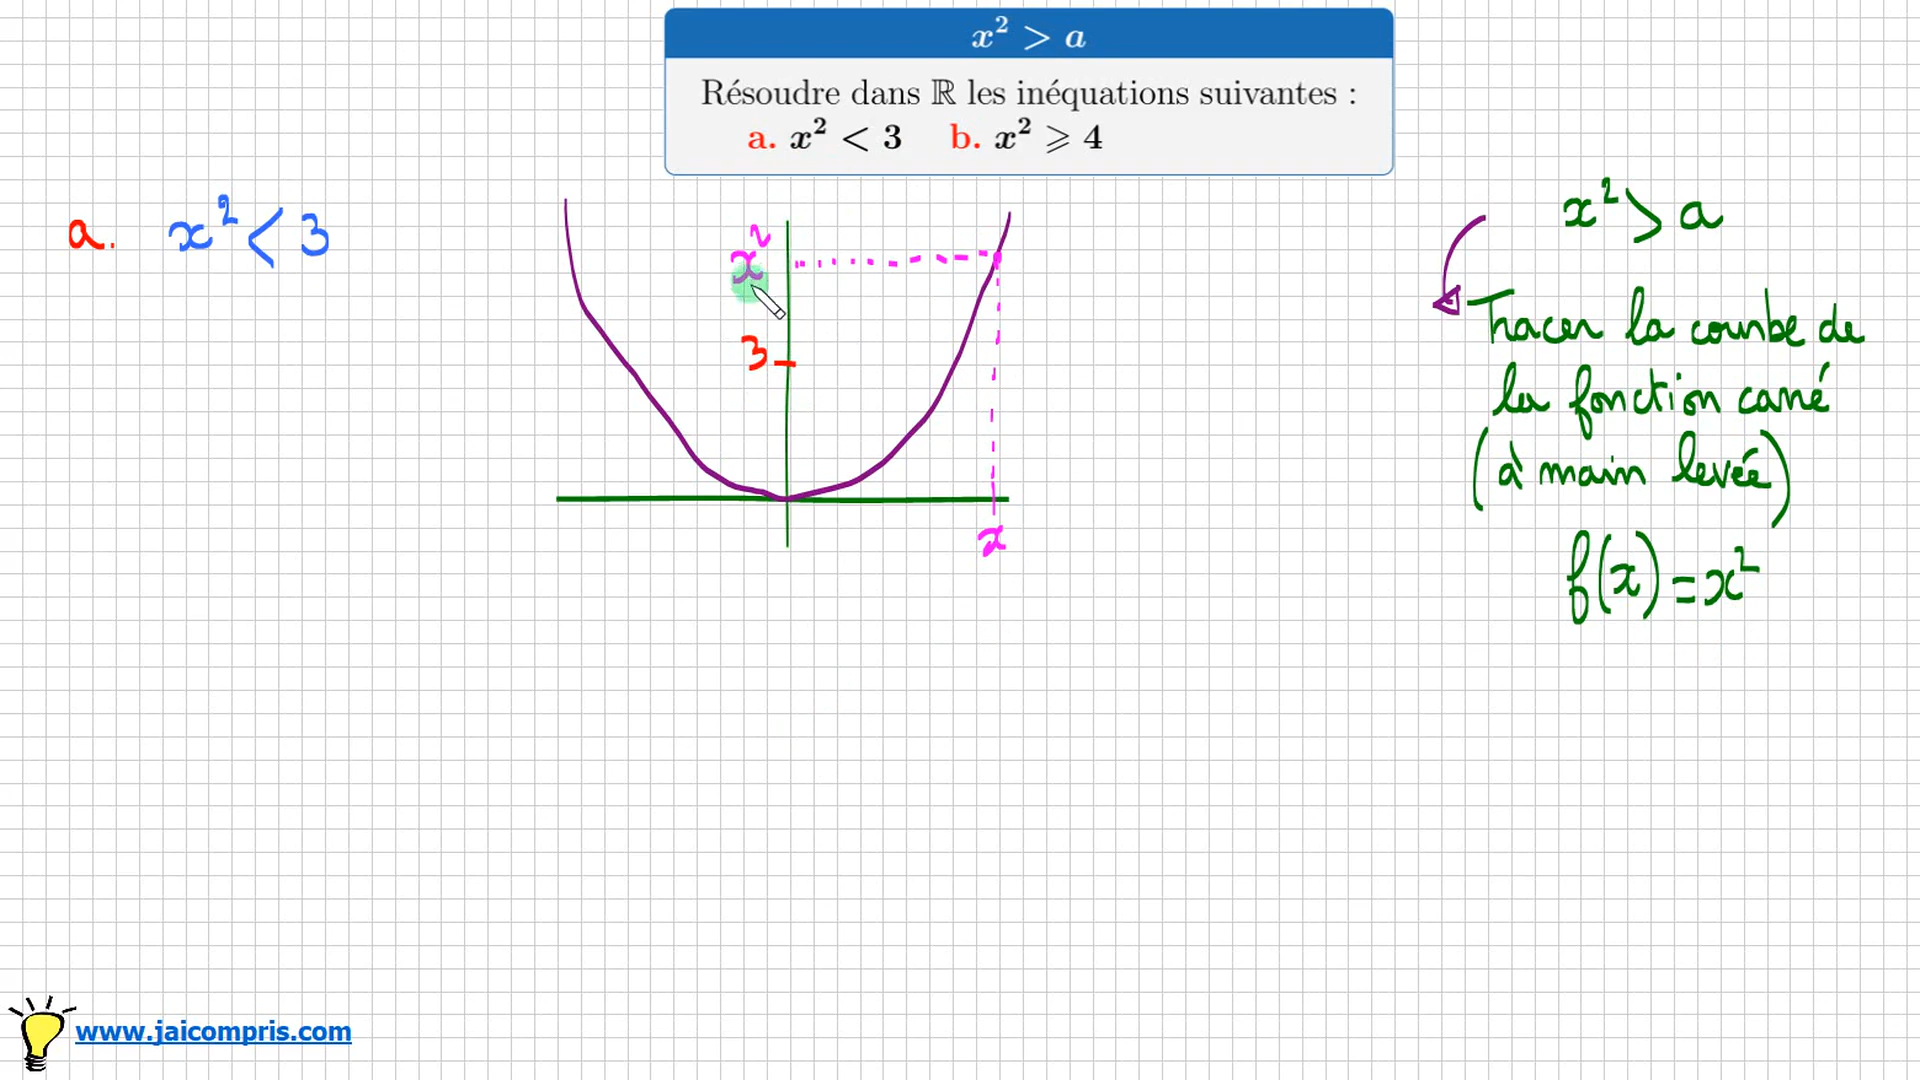 x² > a
Résoudre dans ℝ les inéquations suivantes :
a. x² < 3 b. x² ⩾ 4
a. x² < 3
x²
3
x
x² > a
Tracer la courbe de
la fonction carré
(à main levée)
f(x) = x²
www.jaicompris.com